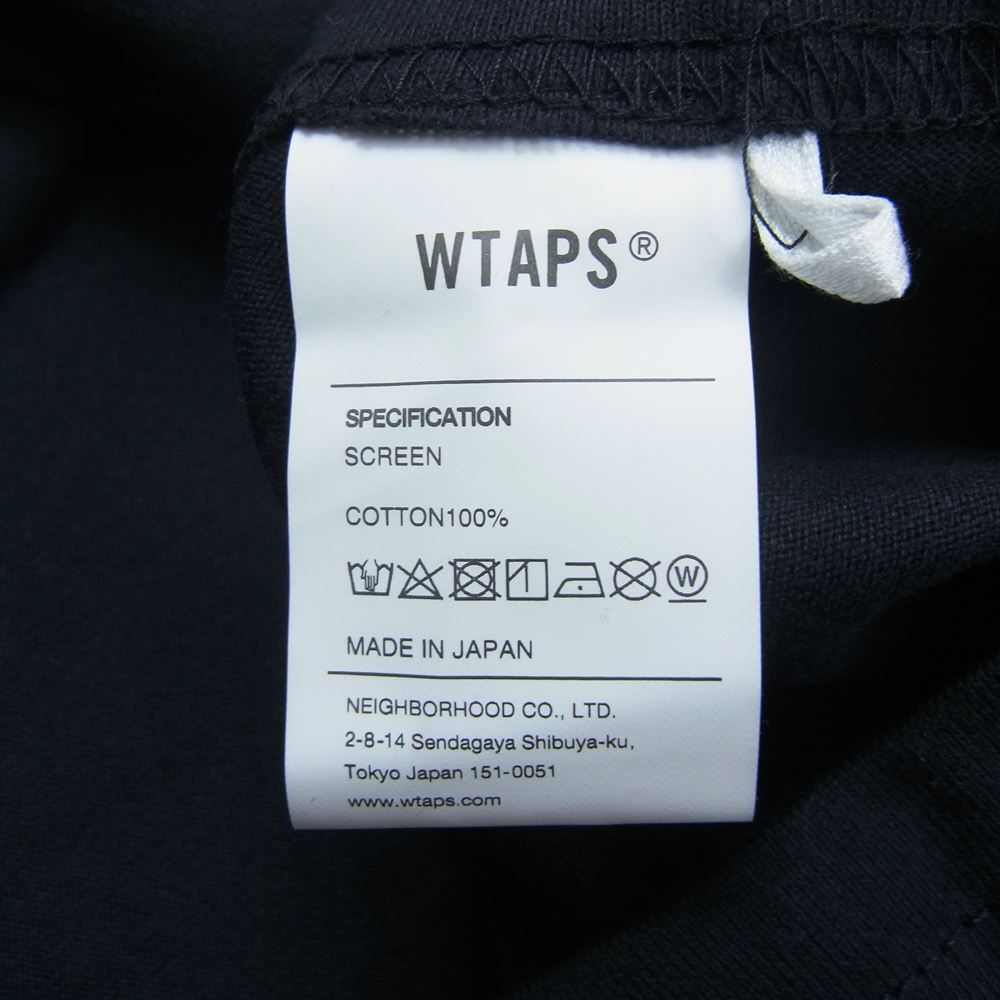 WTAPS®
SPECIFICATION
SCREEN
COTTON100%
W
MADE IN JAPAN
NEIGHBORHOOD CO., LTD.
2-8-14 Sendagaya Shibuya-ku,
Tokyo Japan 151-0051
www.wtaps.com